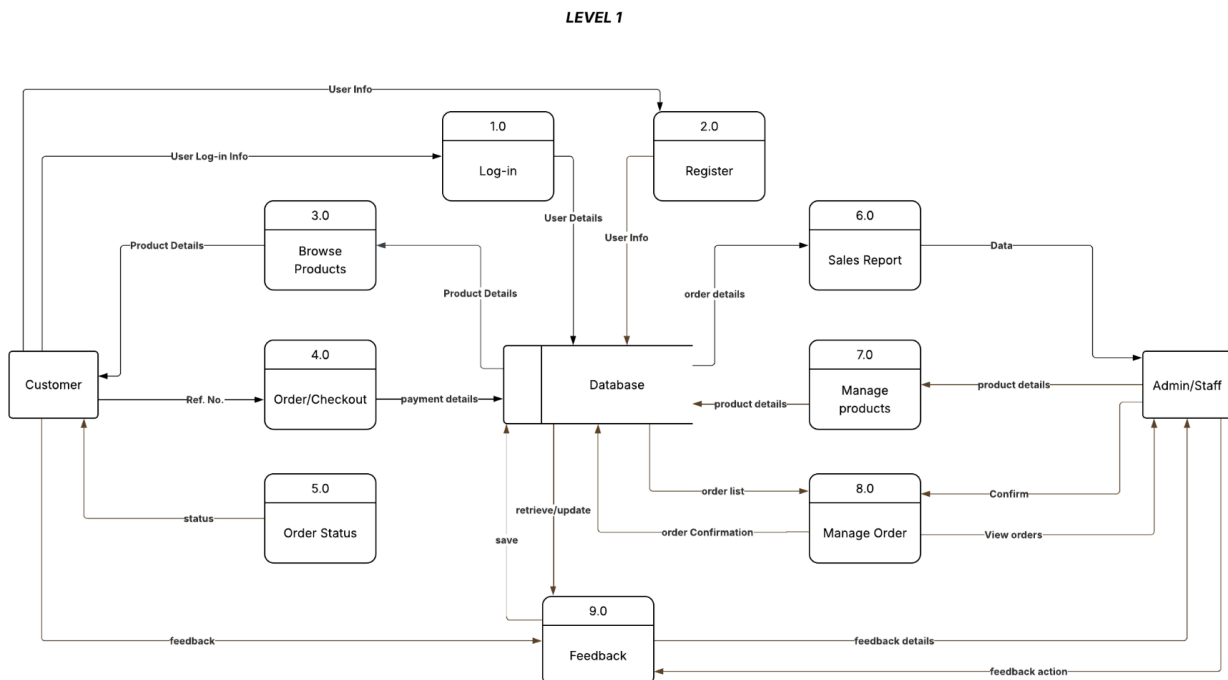 LEVEL 1
User Info
1.0
2.0
User Log-in Info
Log-in
Register
3.0
6.0
User Details
User Info
Product Details
Browse
Products
Sales Report
Data
Product Details
order details
4.0
7.0
Customer
Database
Admin/Staff
Ref. No.
Order/Checkout
payment details
product details
Manage
products
product details
5.0
8.0
order list
Confirm
status
retrieve/update
Order Status
save
order Confirmation
Manage Order
View orders
9.0
feedback
Feedback
feedback details
feedback action